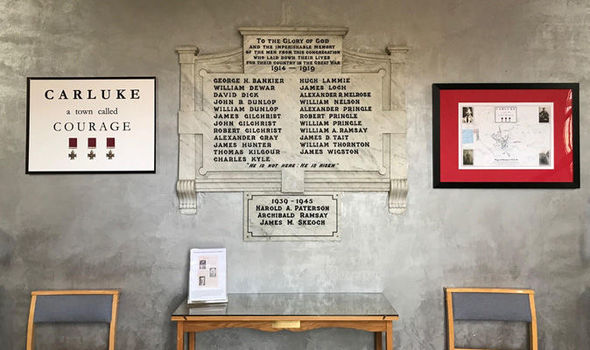 CARLUKE
a town called
COURAGE
TO THE GLORY OF GOD
AND THE IMPERISHABLE MEMORY
OF THE MEN FROM THIS CONGREGATION
WHO LAID DOWN THEIR LIVES
FOR THEIR COUNTRY IN THE GREAT WAR
1914 — 1919
GEORGE H. BANKIER
WILLIAM DEWAR
DAVID DICK
JOHN B. DUNLOP
WILLIAM DUNLOP
JAMES GILCHRIST
JOHN GILCHRIST
ROBERT GILCHRIST
ALEXANDER GRAY
JAMES HUNTER
THOMAS KILGOUR
CHARLES KYLE
HUGH LAMMIE
JAMES LOCH
ALEXANDER R. MELROSE
WILLIAM NELSON
ALEXANDER PRINGLE
ROBERT PRINGLE
WILLIAM PRINGLE
WILLIAM A. RAMSAY
JAMES D. TAIT
WILLIAM THORNTON
JAMES WIGSTON
"HE IS NOT HERE: HE IS RISEN"
1939 - 1945
HAROLD A. PATERSON
ARCHIBALD RAMSAY
JAMES M. SKEOCH
CARLUKE